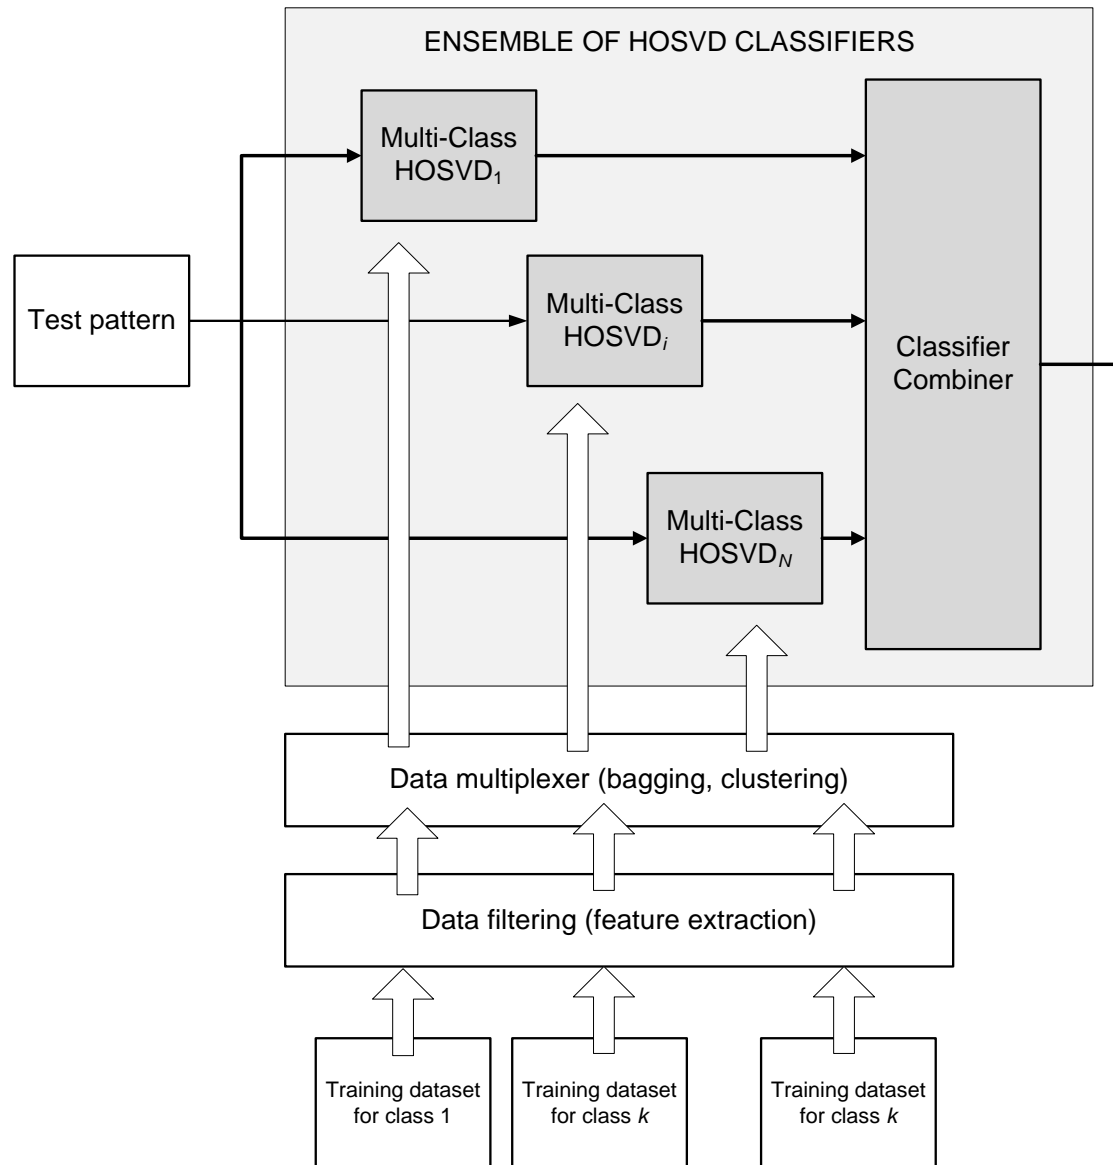 ENSEMBLE OF HOSVD CLASSIFIERS
Multi-Class
HOSVD₁
Test pattern
Multi-Class
HOSVDᵢ
Classifier
Combiner
Multi-Class
HOSVD_N
Data multiplexer (bagging, clustering)
Data filtering (feature extraction)
Training dataset
for class 1
Training dataset
for class k
Training dataset
for class k